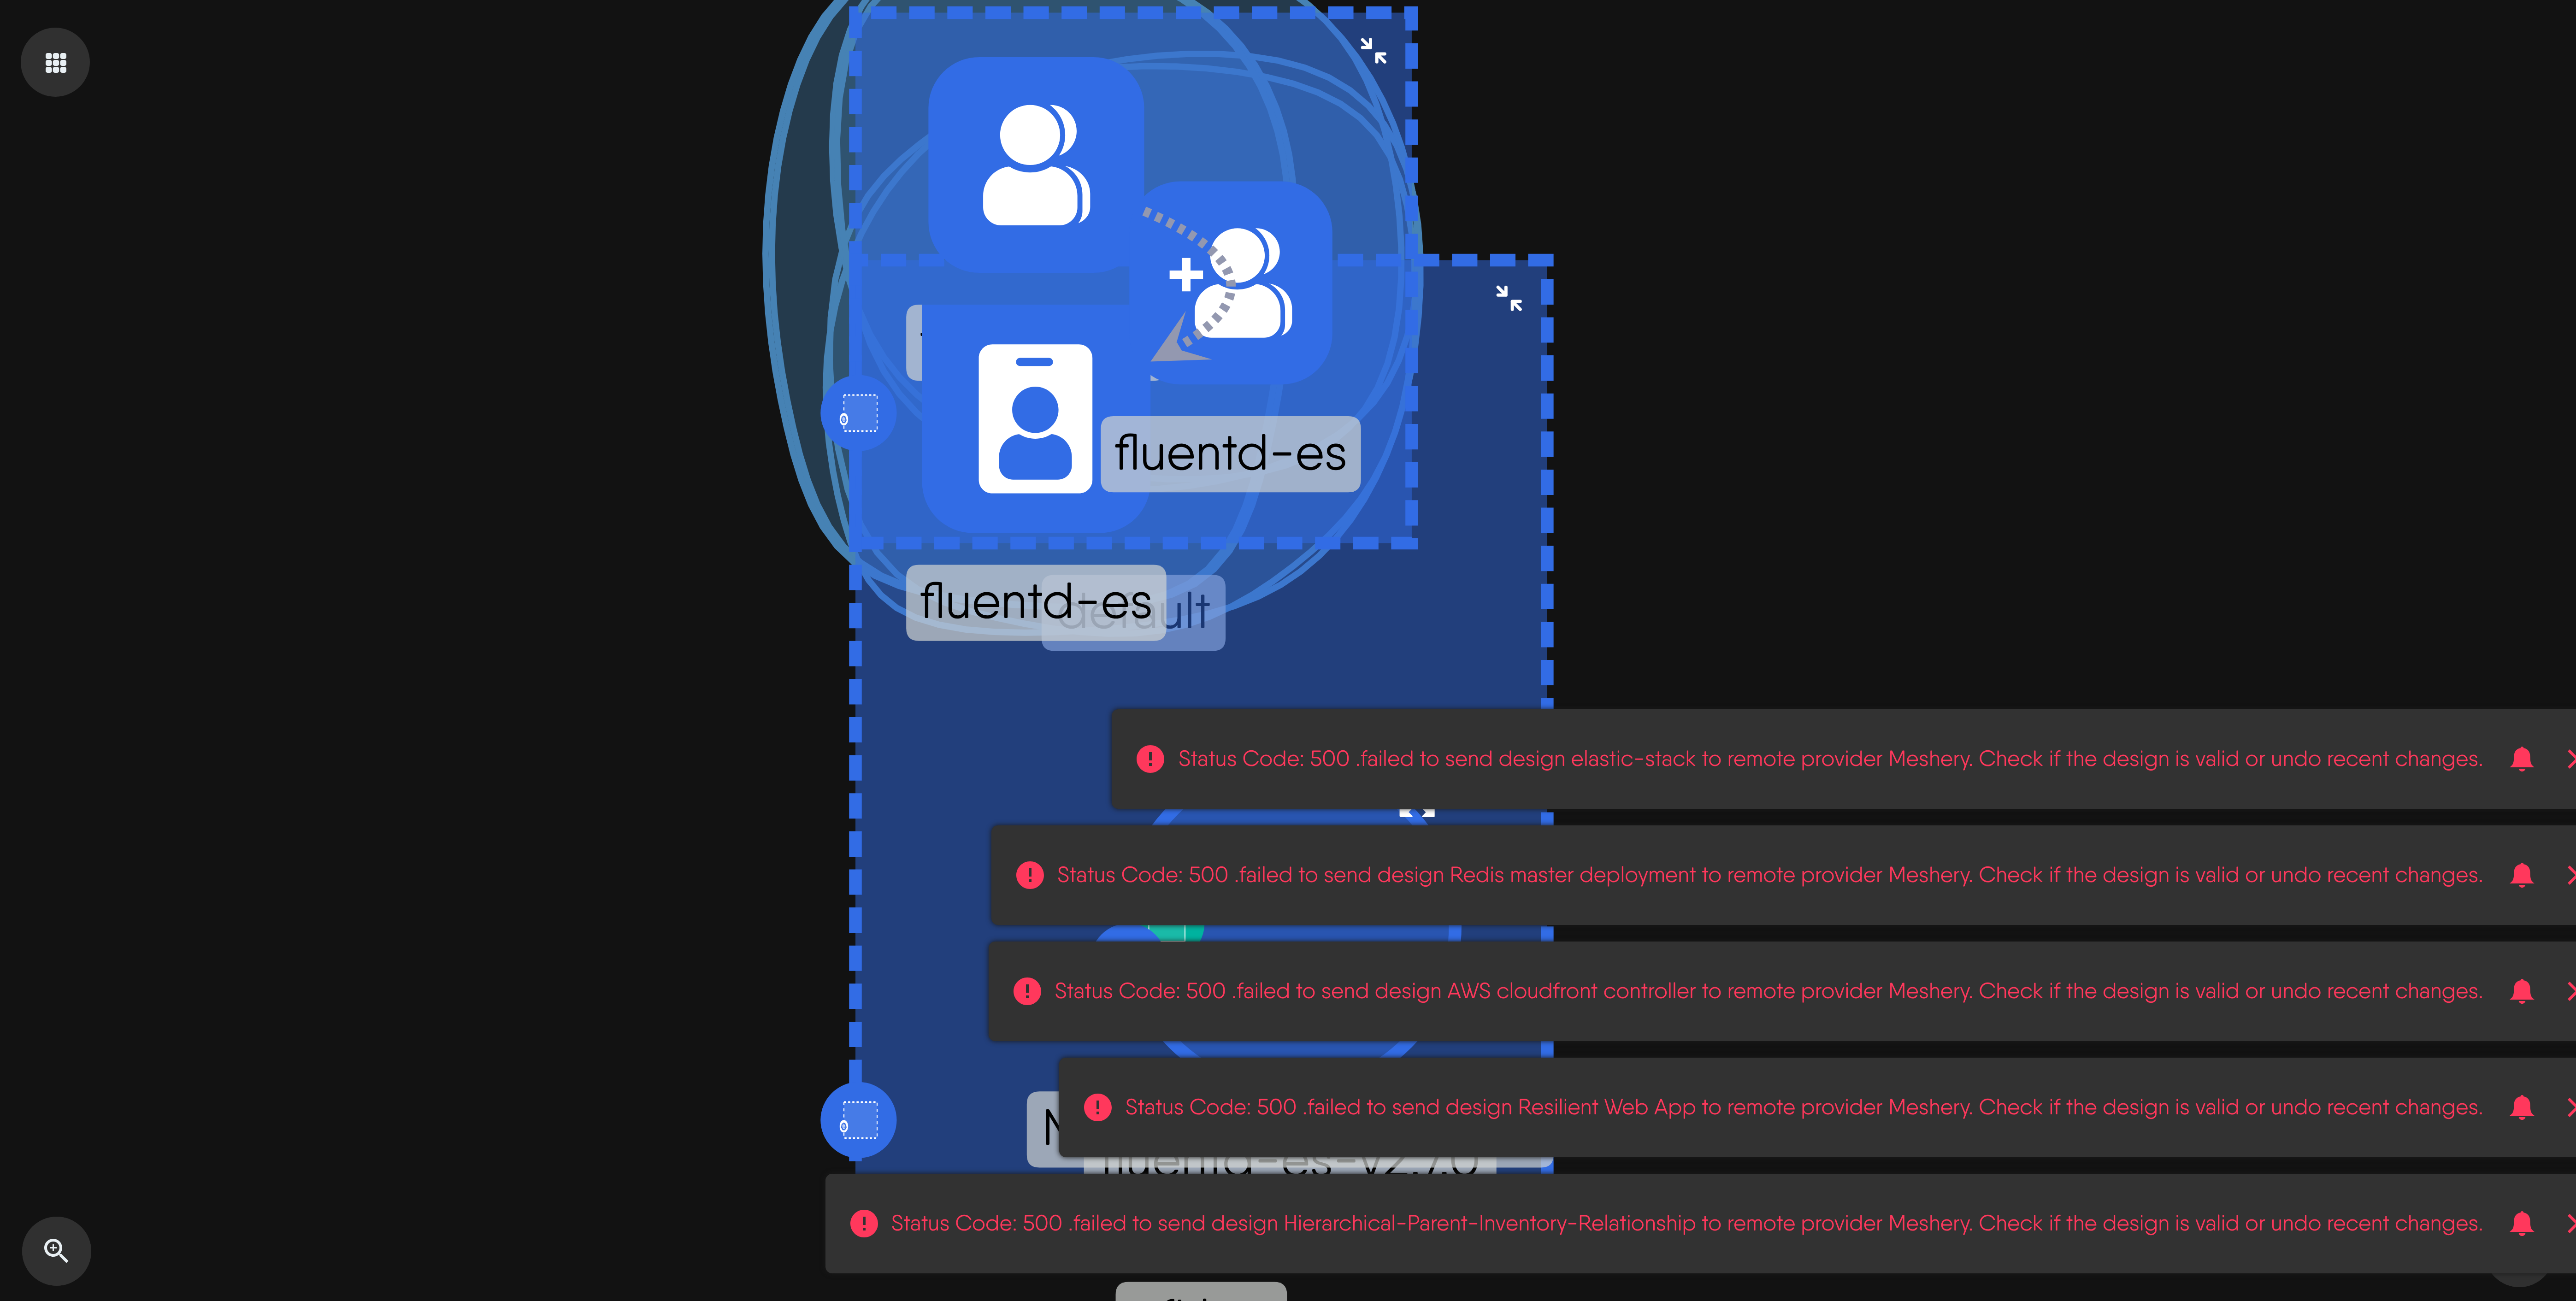 fluentd-es
fluentd-es
default
Status Code: 500 .failed to send design elastic-stack to remote provider Meshery. Check if the design is valid or undo recent changes.
Status Code: 500 .failed to send design Redis master deployment to remote provider Meshery. Check if the design is valid or undo recent changes.
Status Code: 500 .failed to send design AWS cloudfront controller to remote provider Meshery. Check if the design is valid or undo recent changes.
Status Code: 500 .failed to send design Resilient Web App to remote provider Meshery. Check if the design is valid or undo recent changes.
fluentd-es-v2.7.0
Status Code: 500 .failed to send design Hierarchical-Parent-Inventory-Relationship to remote provider Meshery. Check if the design is valid or undo recent changes.